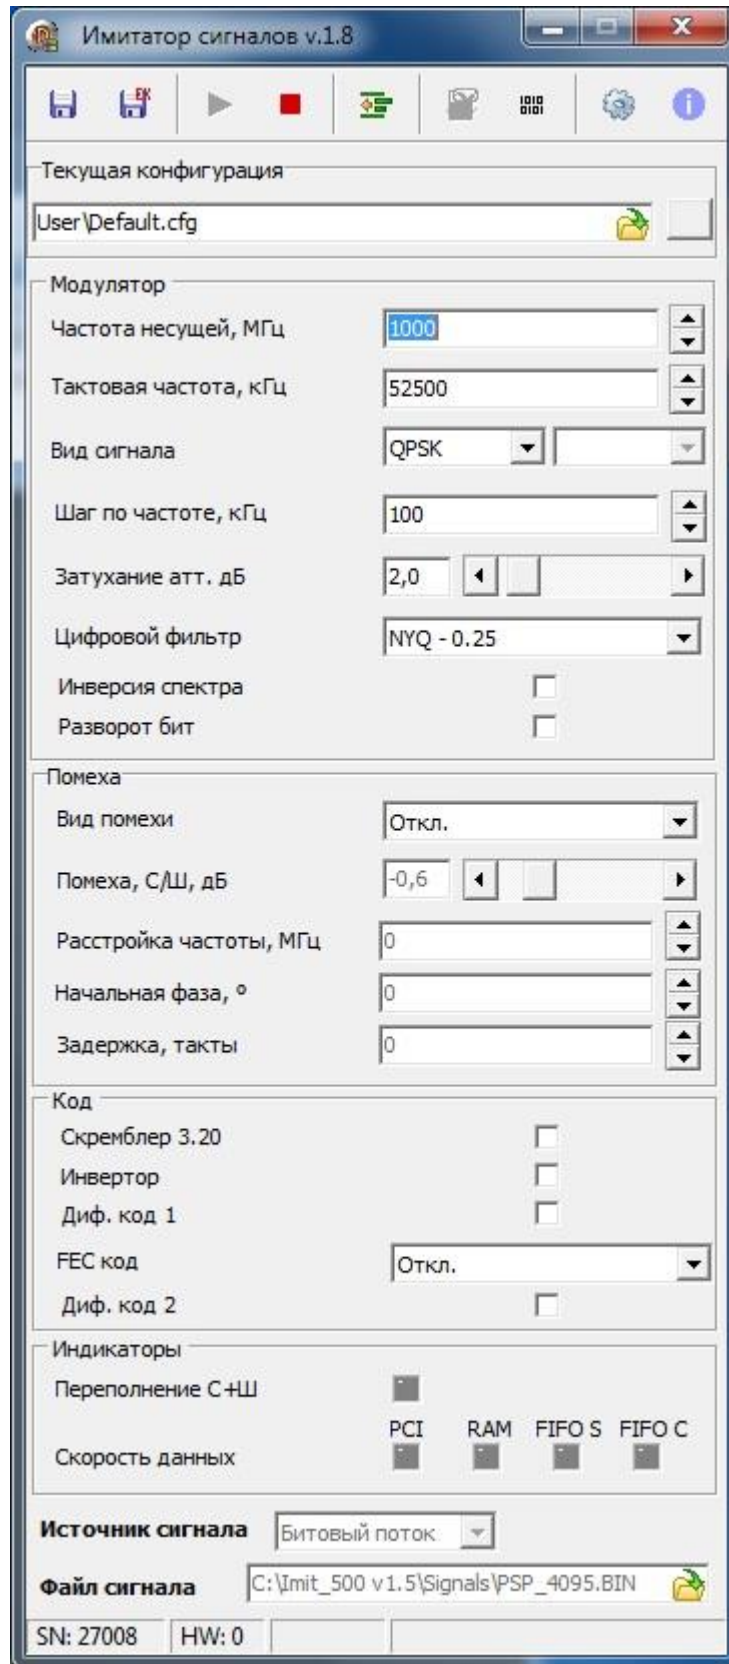 Имитатор сигналов v.1.8
EK
1010
0101
Текущая конфигурация
User\Default.cfg
Модулятор
Частота несущей, МГц 1000
Тактовая частота, кГц 52500
Вид сигнала QPSK
Шаг по частоте, кГц 100
Затухание атт. дБ 2,0
Цифровой фильтр NYQ - 0.25
Инверсия спектра
Разворот бит
Помеха
Вид помехи Откл.
Помеха, С/Ш, дБ -0,6
Расстройка частоты, МГц 0
Начальная фаза, º 0
Задержка, такты 0
Код
Скремблер 3.20
Инвертор
Диф. код 1
FEC код Откл.
Диф. код 2
Индикаторы
Переполнение С+Ш
PCI RAM FIFO S FIFO C
Скорость данных
Источник сигнала Битовый поток
Файл сигнала C:\Imit_500 v1.5\Signals\PSP_4095.BIN
SN: 27008 HW: 0